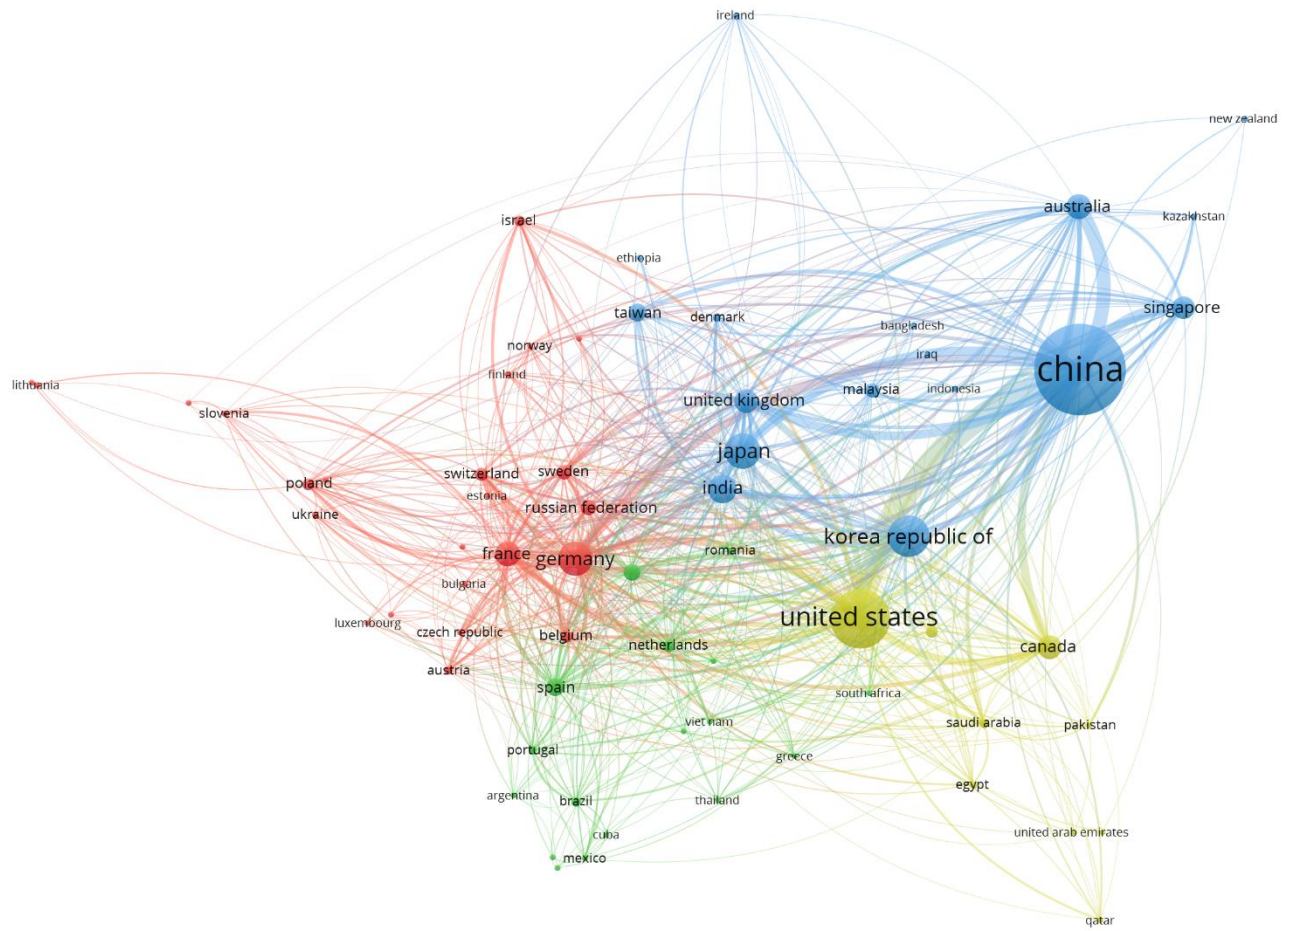 ireland
new zealand
australia
kazakhstan
israel
ethiopia
singapore
taiwan
denmark
bangladesh
norway
iraq
china
finland
lithuania
malaysia
indonesia
united kingdom
slovenia
japan
switzerland
sweden
poland
india
estonia
russian federation
ukraine
korea republic of
romania
france
germany
bulgaria
united states
luxembourg
czech republic
belgium
netherlands
canada
austria
spain
south africa
viet nam
saudi arabia
pakistan
portugal
greece
egypt
argentina
brazil
thailand
cuba
united arab emirates
mexico
qatar